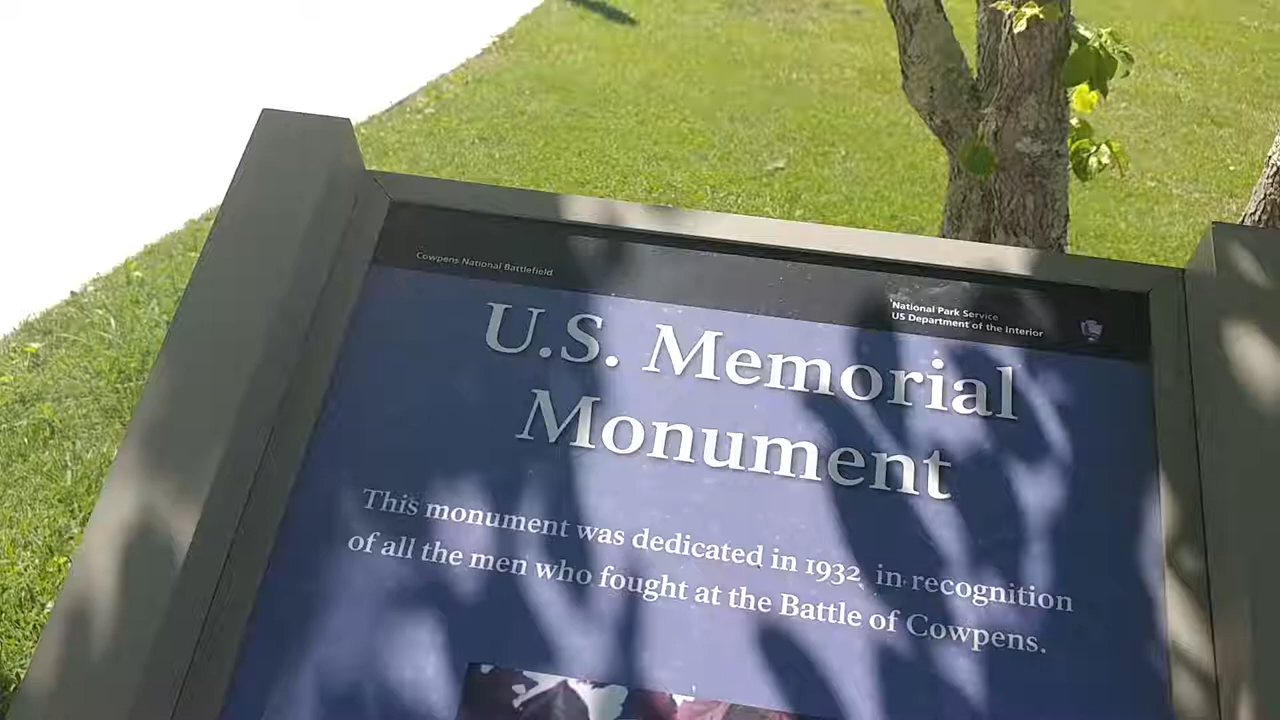 Cowpens National Battlefield
National Park Service
US Department of the Interior
U.S. Memorial
Monument
This monument was dedicated in 1932 in recognition
of all the men who fought at the Battle of Cowpens.